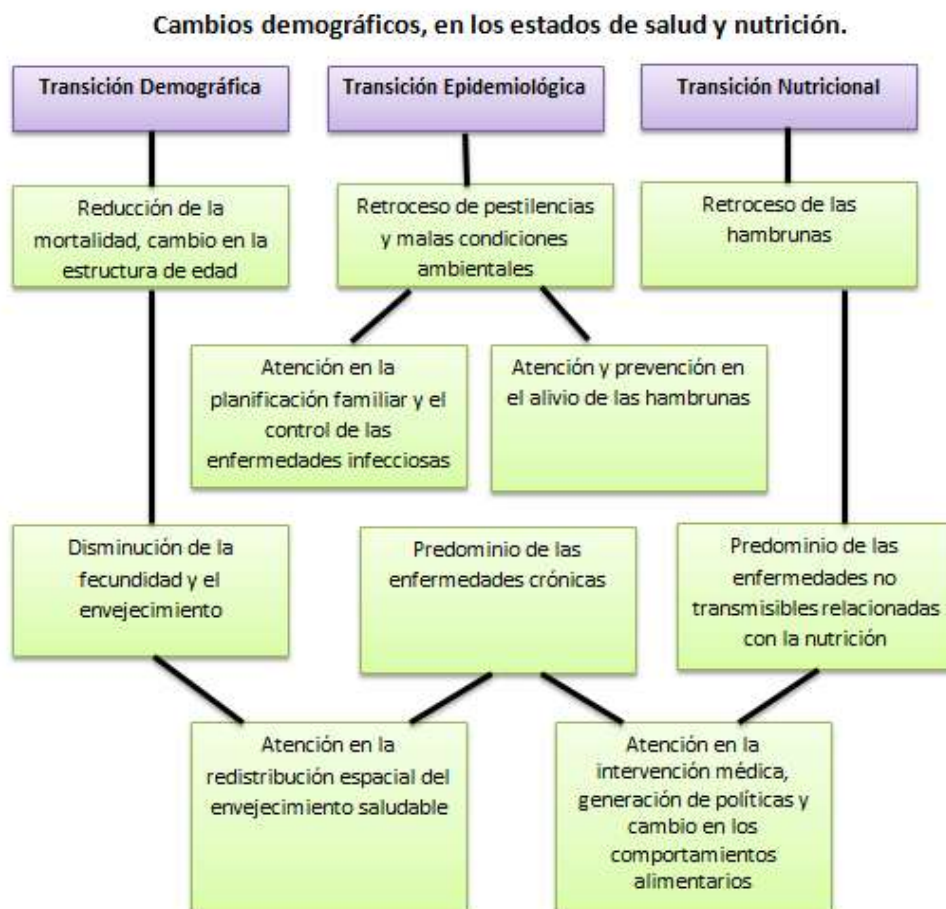 Cambios demográficos, en los estados de salud y nutrición.
Transición Demográfica
Transición Epidemiológica
Transición Nutricional
Reducción de la
mortalidad, cambio en la
estructura de edad
Retroceso de pestilencias
y malas condiciones
ambientales
Retroceso de las
hambrunas
Atención en la
planificación familiar y el
control de las
enfermedades infecciosas
Atención y prevención en
el alivio de las hambrunas
Disminución de la
fecundidad y el
envejecimiento
Predominio de las
enfermedades crónicas
Predominio de las
enfermedades no
transmisibles relacionadas
con la nutrición
Atención en la
redistribución espacial del
envejecimiento saludable
Atención en la
intervención médica,
generación de políticas y
cambio en los
comportamientos
alimentarios